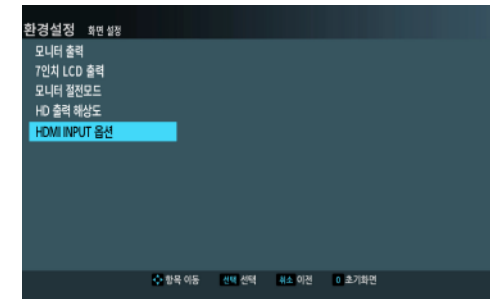 환경설정 화면 설정
모니터 출력
7인치 LCD 출력
모니터 절전모드
HD 출력 해상도
HDMI INPUT 옵션
항목 이동 선택 선택 취소 이전 0 초기화면